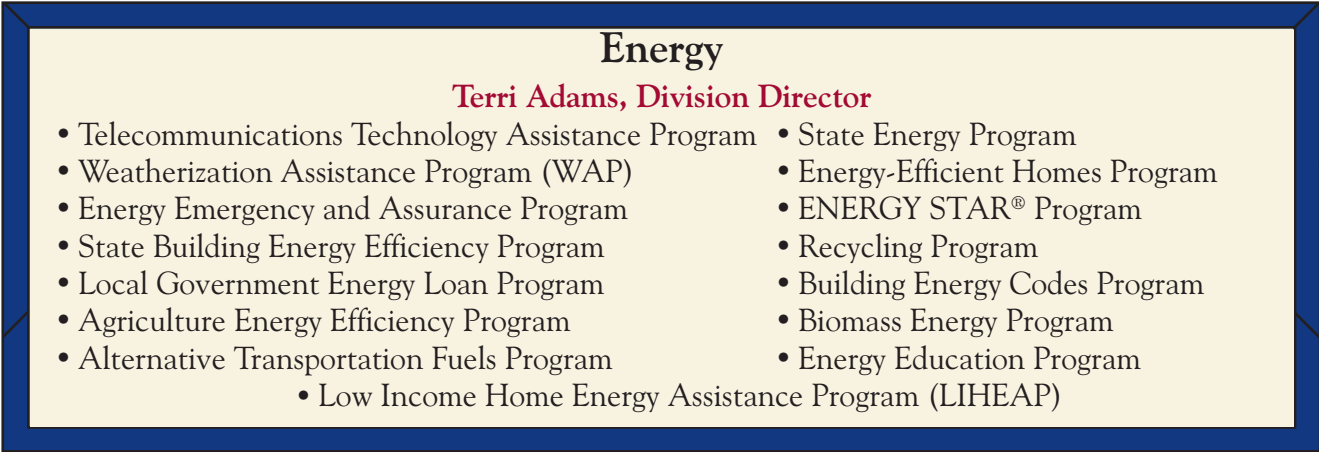 Energy
Terri Adams, Division Director
• Telecommunications Technology Assistance Program
• Weatherization Assistance Program (WAP)
• Energy Emergency and Assurance Program
• State Building Energy Efficiency Program
• Local Government Energy Loan Program
• Agriculture Energy Efficiency Program
• Alternative Transportation Fuels Program
• State Energy Program
• Energy-Efficient Homes Program
• ENERGY STAR® Program
• Recycling Program
• Building Energy Codes Program
• Biomass Energy Program
• Energy Education Program
• Low Income Home Energy Assistance Program (LIHEAP)